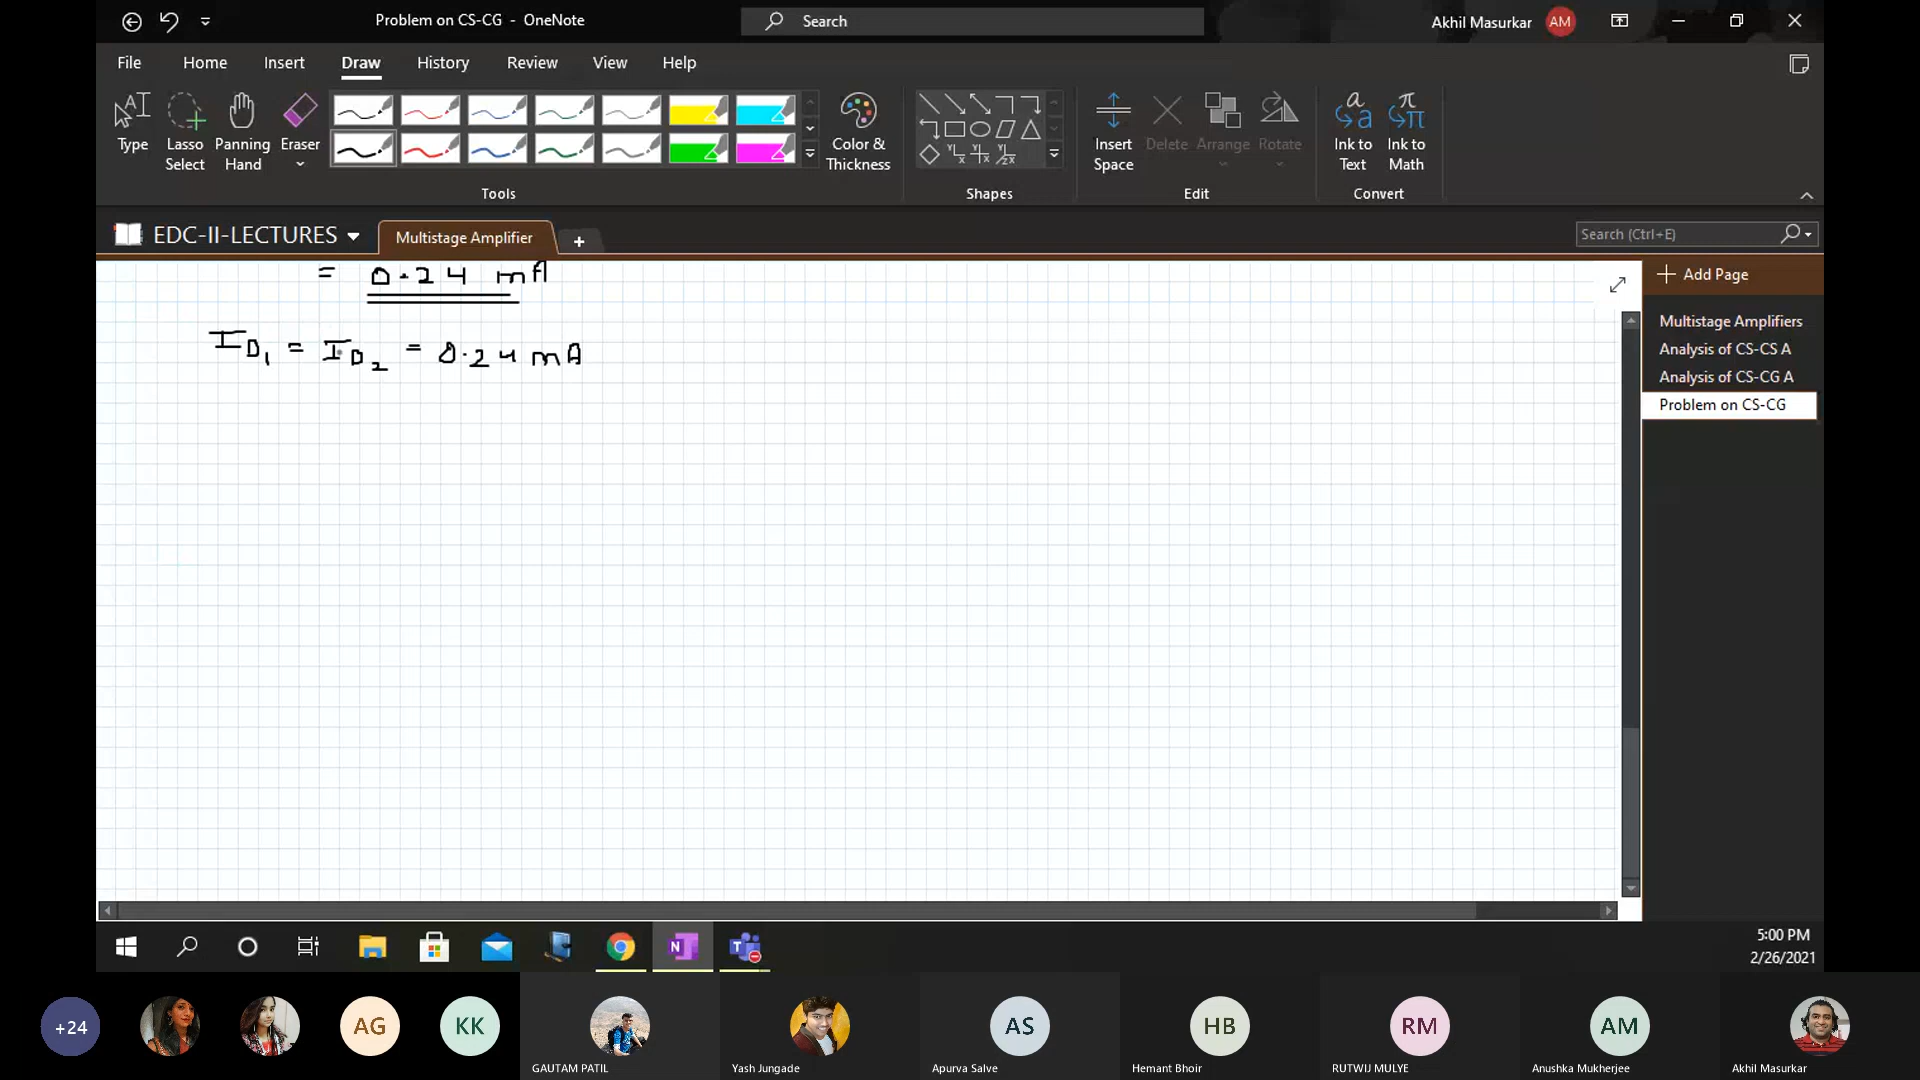 Problem on CS-CG - OneNote
Search
Akhil Masurkar AM
File Home Insert Draw History Review View Help
Type
Lasso Select
Panning Hand
Eraser
Color & Thickness
Insert Space
Delete
Arrange
Rotate
Ink to Text
Ink to Math
Tools Shapes Edit Convert
EDC-II-LECTURES Multistage Amplifier +
Search (Ctrl+E)
Add Page
Multistage Amplifiers
Analysis of CS-CS A
Analysis of CS-CG A
Problem on CS-CG
= 0.24 mA
I_D1 = I_D2 = 0.24 mA
5:00 PM
2/26/2021
+24 AG KK AS HB RM AM
GAUTAM PATIL Yash Jungade Apurva Salve Hemant Bhoir RUTWIJ MULYE Anushka Mukherjee Akhil Masurkar